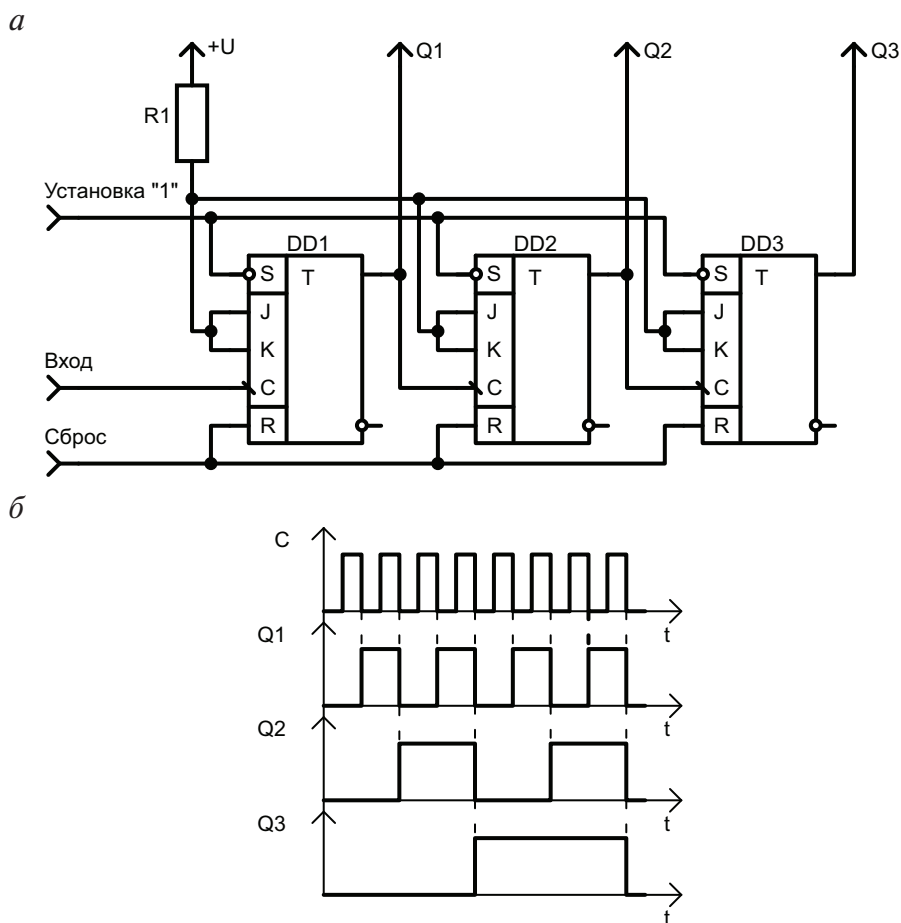 а
+U Q1 Q2 Q3
R1
Установка "1"
DD1 DD2 DD3
S T S T S T
J J J
K K K
Вход
C C C
R R R
Сброс
б
C
t
Q1
t
Q2
t
Q3
t